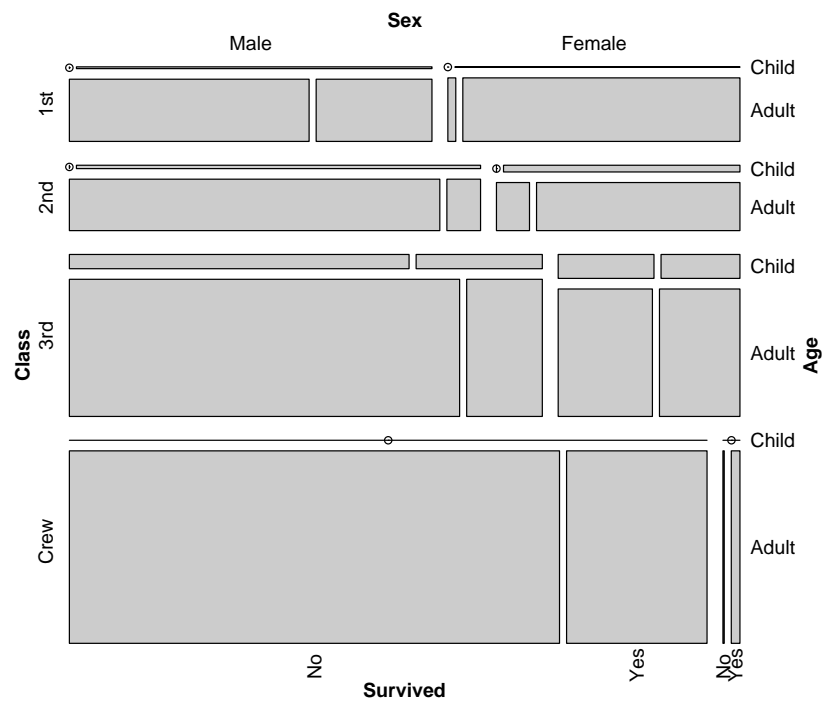 Sex
Male Female
1st
Child
Adult
2nd
Child
Adult
Class
3rd
Child
Adult
Age
Crew
Child
Adult
No Yes No Yes
Survived